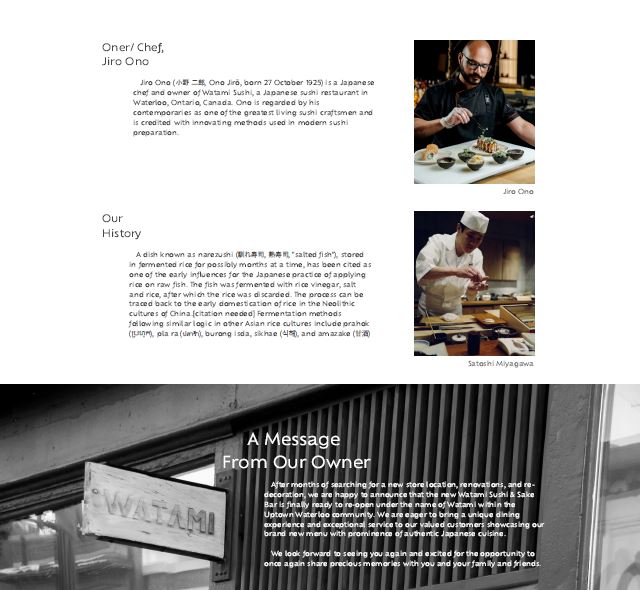 Oner/ Chef,
Jiro Ono
Jiro Ono (小野 二郎, Ono Jirō, born 27 October 1925) is a Japanese
chef and owner of Watami Sushi, a Japanese sushi restaurant in
Waterloo, Ontario, Canada. Ono is regarded by his
contemporaries as one of the greatest living sushi craftsmen and
is credited with innovating methods used in modern sushi
preparation.
Jiro Ono
Our
History
A dish known as narezushi (馴れ寿司, 熟寿司, "salted fish"), stored
in fermented rice for possibly months at a time, has been cited as
one of the early influences for the Japanese practice of applying
rice on raw fish. The fish was fermented with rice vinegar, salt
and rice, after which the rice was discarded. The process can be
traced back to the early domestication of rice in the Neolithic
cultures of China.[citation needed] Fermentation methods
following similar logic in other Asian rice cultures include prahok
(ប្រហុក), pla ra (ปลาร้า), burong isda, sikhae (식해), and amazake (甘酒)
Satoshi Miyagawa
A Message
From Our Owner
After months of searching for a new store location, renovations, and re-
decoration, we are happy to announce that the new Watami Sushi & Sake
Bar is finally ready to re-open under the name of Watami within the
Uptown Waterloo community. We are eager to bring a unique dining
experience and exceptional service to our valued customers showcasing our
brand new menu with prominence of authentic Japanese cuisine.
We look forward to seeing you again and excited for the opportunity to
once again share precious memories with you and your family and friends.
WATAMI